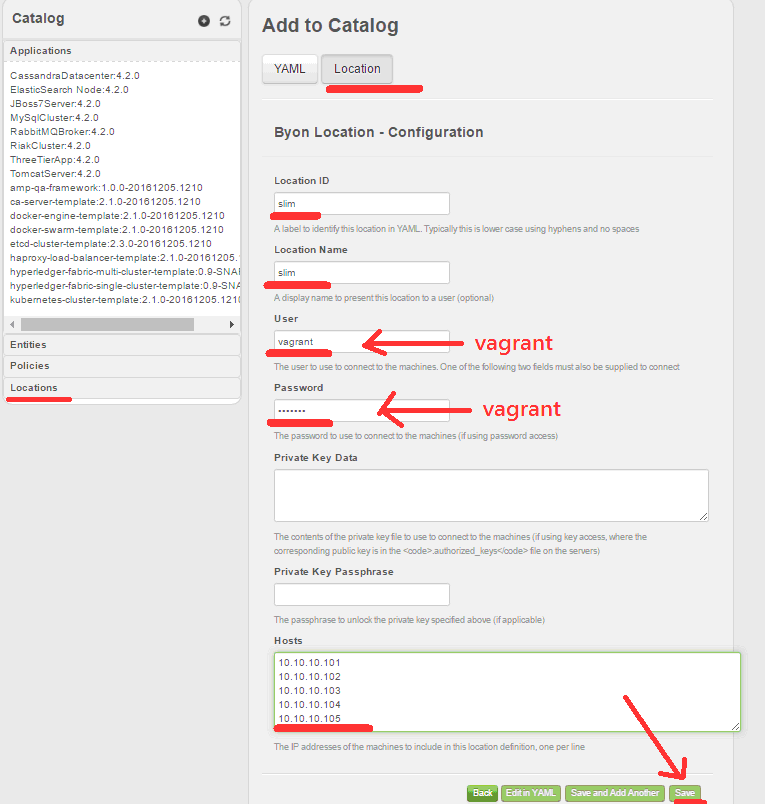 Catalog
Applications
CassandraDatacenter:4.2.0
ElasticSearch Node:4.2.0
JBoss7Server:4.2.0
MySqlCluster:4.2.0
RabbitMQBroker:4.2.0
RiakCluster:4.2.0
ThreeTierApp:4.2.0
TomcatServer:4.2.0
amp-qa-framework:1.0.0-20161205.1210
ca-server-template:2.1.0-20161205.1210
docker-engine-template:2.1.0-20161205.1210
docker-swarm-template:2.1.0-20161205.1210
etcd-cluster-template:2.3.0-20161205.1210
haproxy-load-balancer-template:2.1.0-20161205
hyperledger-fabric-multi-cluster-template:0.9-SNA
hyperledger-fabric-single-cluster-template:0.9-SNA
kubernetes-cluster-template:2.1.0-20161205.1210
Entities
Policies
Locations
Add to Catalog
YAML
Location
Byon Location - Configuration
Location ID
slim
A label to identify this location in YAML. Typically this is lower case using hyphens and no spaces
Location Name
slim
A display name to present this location to a user (optional)
User
vagrant
vagrant
The user to use to connect to the machines. One of the following two fields must also be supplied to connect
Password
•••••••
vagrant
The password to use to connect to the machines (if using password access)
Private Key Data
The contents of the private key file to use to connect to the machines (if using key access, where the
corresponding public key is in the <code>.authorized_keys</code> file on the servers)
Private Key Passphrase
The passphrase to unlock the private key specified above (if applicable)
Hosts
10.10.10.101
10.10.10.102
10.10.10.103
10.10.10.104
10.10.10.105
The IP addresses of the machines to include in this location definition, one per line
Back
Edit in YAML
Save and Add Another
Save